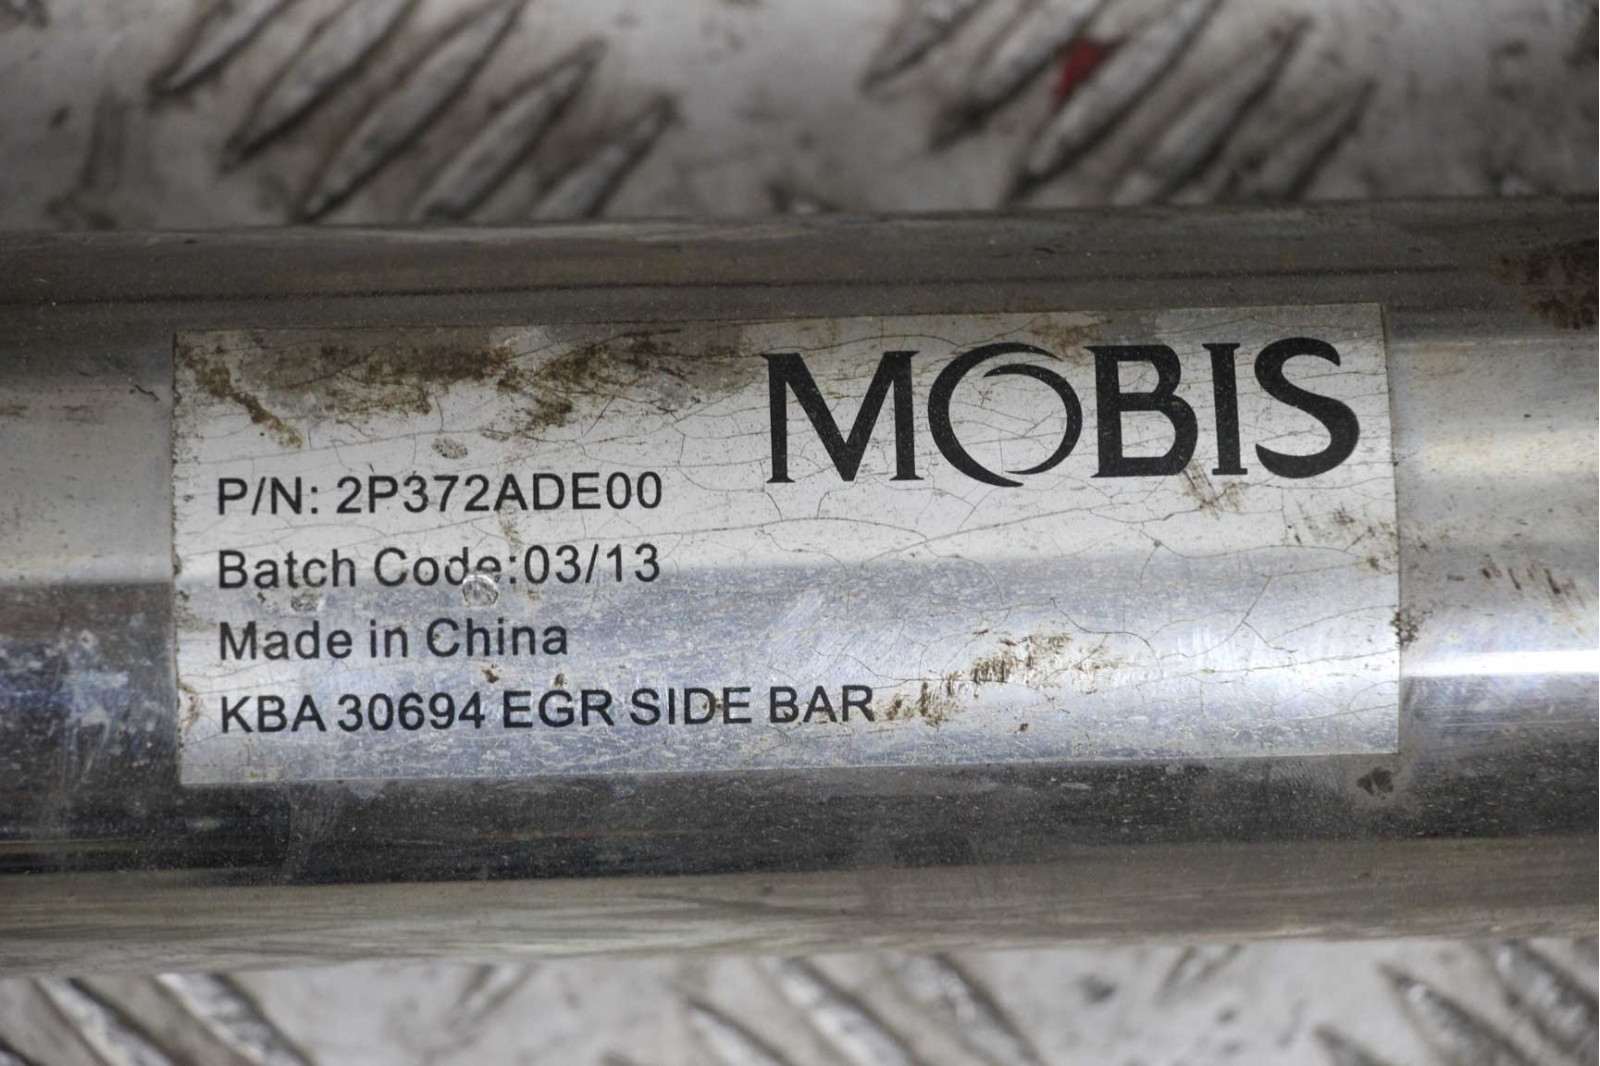 MOBIS
P/N: 2P372ADE00
Batch Code:03/13
Made in China
KBA 30694 EGR SIDE BAR